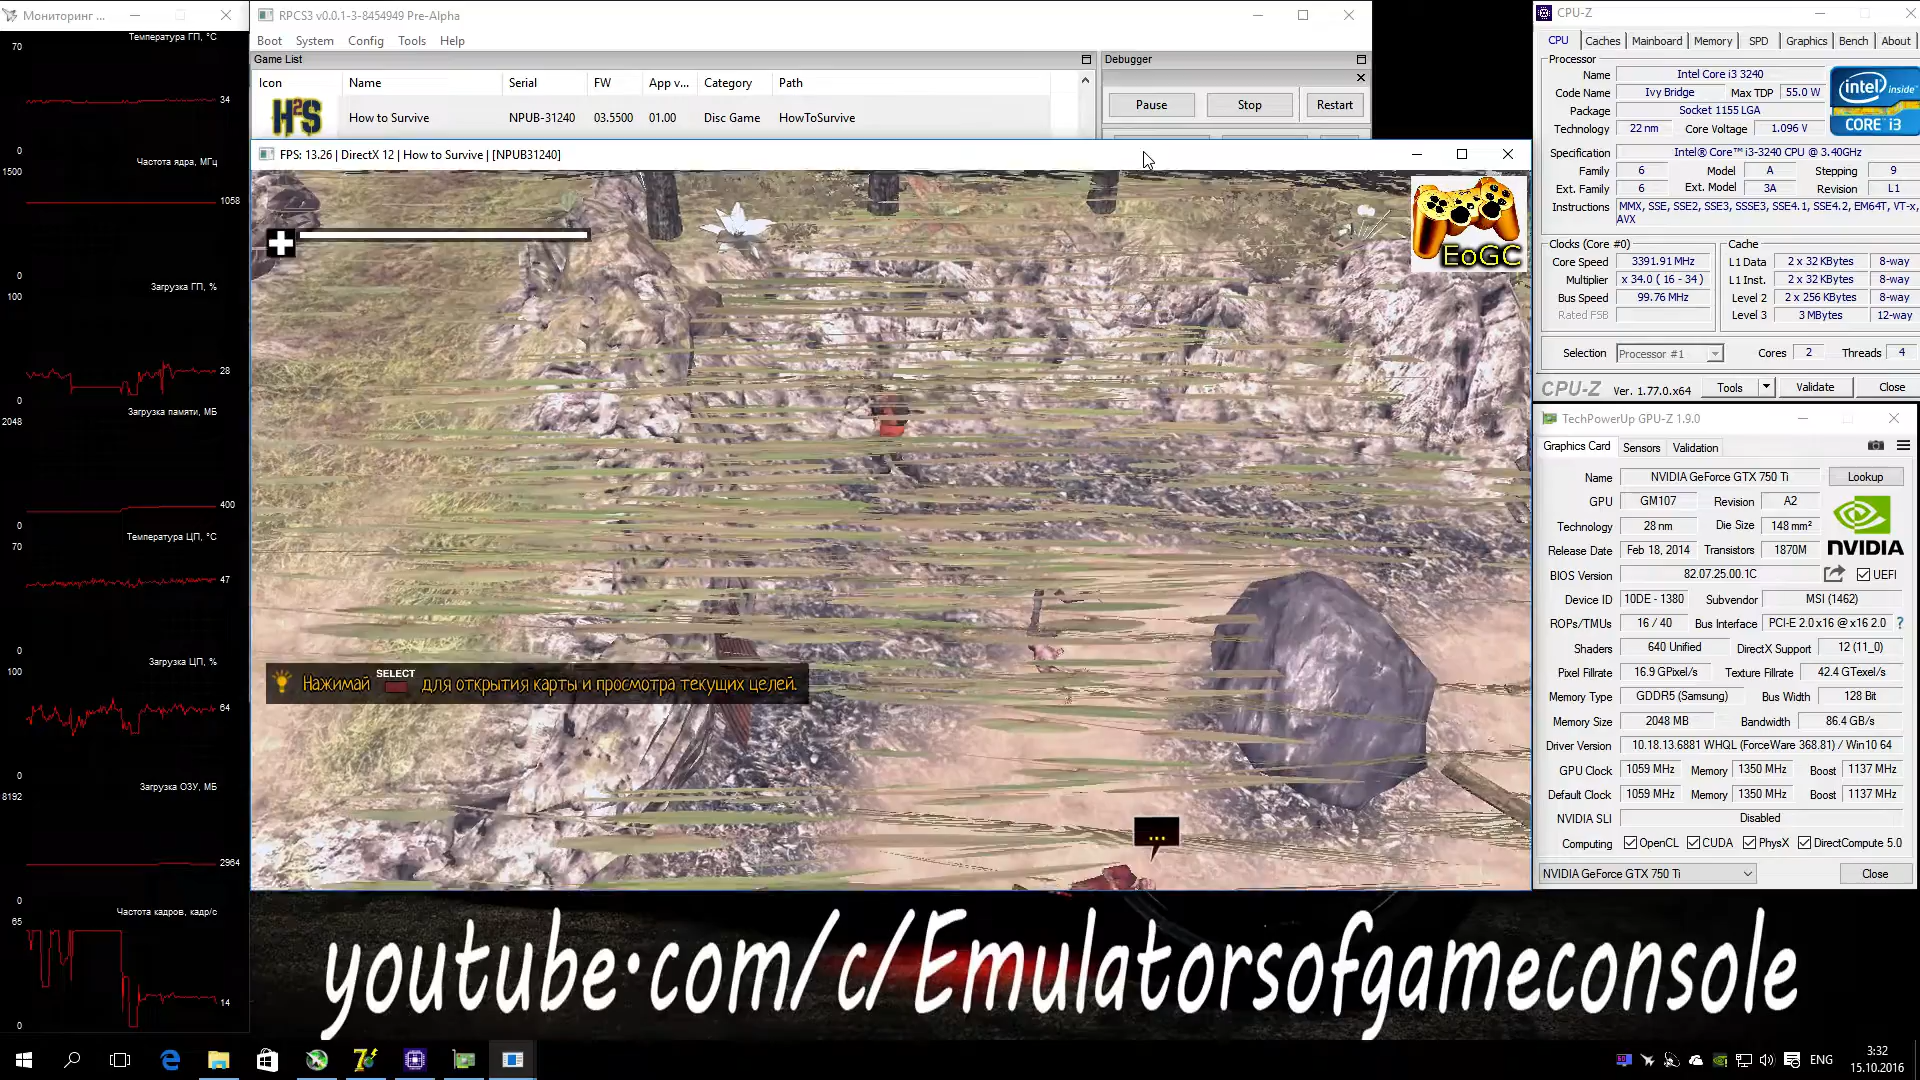 Мониторинг ...
Температура ГП, °C
70
34
0
Частота ядра, МГц
1500
1058
0
Загрузка ГП, %
100
28
0
Загрузка памяти, МБ
2048
400
0
Температура ЦП, °C
70
47
0
Загрузка ЦП, %
100
64
0
Загрузка ОЗУ, МБ
8192
2964
0
Частота кадров, кадр/с
65
14
0
RPCS3 v0.0.1-3-8454949 Pre-Alpha
Boot System Config Tools Help
Game List
Icon Name Serial FW App v... Category Path
H2S How to Survive NPUB-31240 03.5500 01.00 Disc Game HowToSurvive
Debugger
Pause Stop Restart
FPS: 13.26 | DirectX 12 | How to Survive | [NPUB31240]
EoGC
Нажимай SELECT для открытия карты и просмотра текущих целей.
...
youtube.com/c/Emulatorsofgameconsole
CPU-Z
CPU Caches Mainboard Memory SPD Graphics Bench About
Processor
Name Intel Core i3 3240
Code Name Ivy Bridge Max TDP 55.0 W
Package Socket 1155 LGA
Technology 22 nm Core Voltage 1.096 V
intel inside™
CORE i3
Specification Intel® Core™ i3-3240 CPU @ 3.40GHz
Family 6 Model A Stepping 9
Ext. Family 6 Ext. Model 3A Revision L1
Instructions MMX, SSE, SSE2, SSE3, SSSE3, SSE4.1, SSE4.2, EM64T, VT-x,
AVX
Clocks (Core #0) Cache
Core Speed 3391.91 MHz L1 Data 2 x 32 KBytes 8-way
Multiplier x 34.0 ( 16 - 34 ) L1 Inst. 2 x 32 KBytes 8-way
Bus Speed 99.76 MHz Level 2 2 x 256 KBytes 8-way
Rated FSB Level 3 3 MBytes 12-way
Selection Processor #1 Cores 2 Threads 4
CPU-Z Ver. 1.77.0.x64 Tools Validate Close
TechPowerUp GPU-Z 1.9.0
Graphics Card Sensors Validation
Name NVIDIA GeForce GTX 750 Ti Lookup
GPU GM107 Revision A2
Technology 28 nm Die Size 148 mm²
Release Date Feb 18, 2014 Transistors 1870M
NVIDIA
BIOS Version 82.07.25.00.1C UEFI
Device ID 10DE - 1380 Subvendor MSI (1462)
ROPs/TMUs 16 / 40 Bus Interface PCI-E 2.0 x16 @ x16 2.0 ?
Shaders 640 Unified DirectX Support 12 (11_0)
Pixel Fillrate 16.9 GPixel/s Texture Fillrate 42.4 GTexel/s
Memory Type GDDR5 (Samsung) Bus Width 128 Bit
Memory Size 2048 MB Bandwidth 86.4 GB/s
Driver Version 10.18.13.6881 WHQL (ForceWare 368.81) / Win10 64
GPU Clock 1059 MHz Memory 1350 MHz Boost 1137 MHz
Default Clock 1059 MHz Memory 1350 MHz Boost 1137 MHz
NVIDIA SLI Disabled
Computing OpenCL CUDA PhysX DirectCompute 5.0
NVIDIA GeForce GTX 750 Ti Close
ENG
3:32
15.10.2016